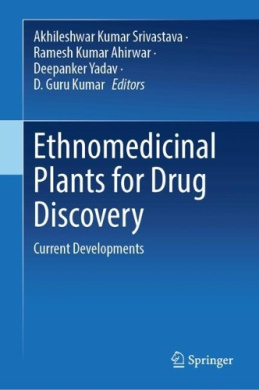 Akhileshwar Kumar Srivastava ·
Ramesh Kumar Ahirwar ·
Deepanker Yadav ·
D. Guru Kumar Editors
Ethnomedicinal
Plants for Drug
Discovery
Current Developments
Springer